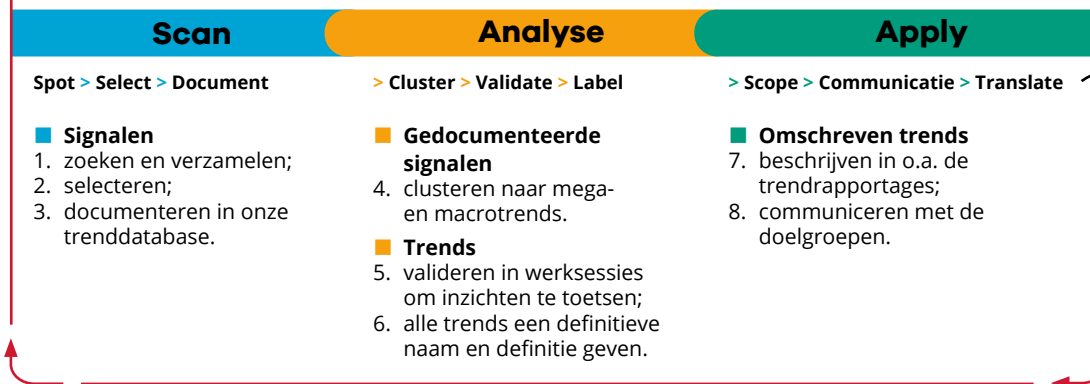 Scan
Spot > Select > Document
Signalen
1. zoeken en verzamelen;
2. selecteren;
3. documenteren in onze
trenddatabase.
Analyse
> Cluster > Validate > Label
Gedocumenteerde
signalen
4. clusteren naar mega-
en macrotrends.
Trends
5. valideren in werksessies
om inzichten te toetsen;
6. alle trends een definitieve
naam en definitie geven.
Apply
> Scope > Communicatie > Translate
Omschreven trends
7. beschrijven in o.a. de
trendrapportages;
8. communiceren met de
doelgroepen.